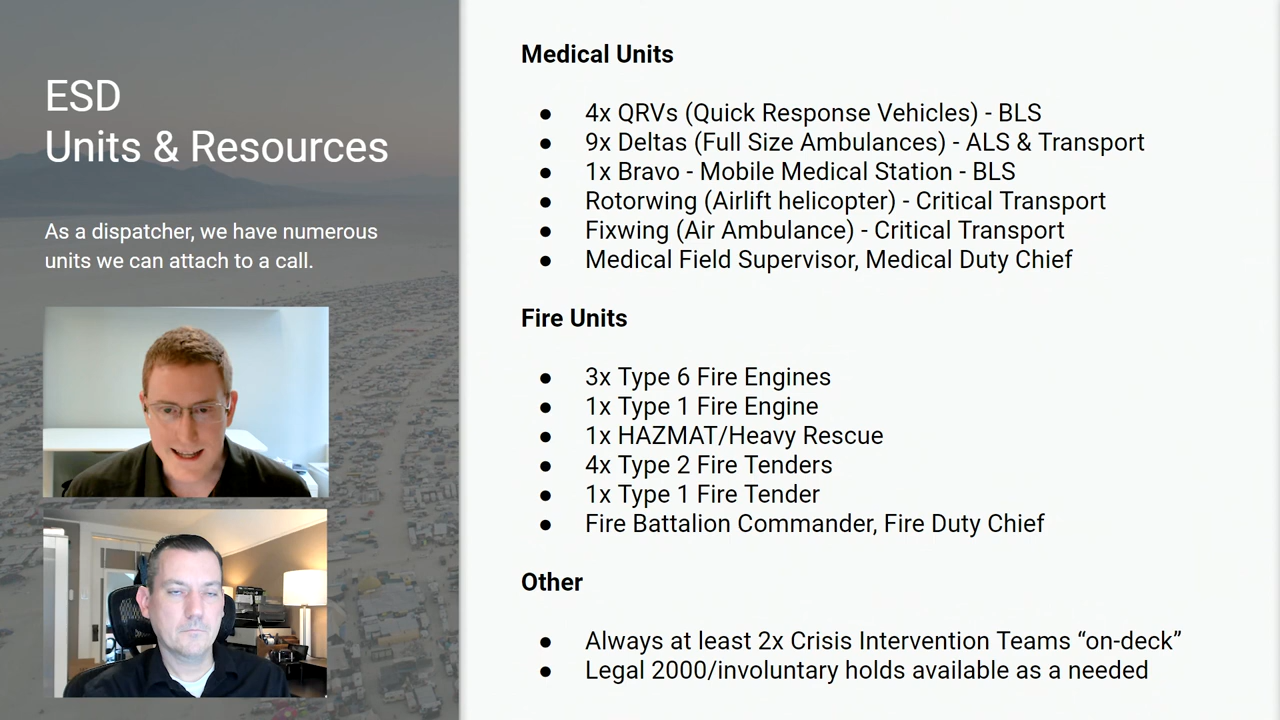 ESD
Units & Resources
As a dispatcher, we have numerous
units we can attach to a call.
Medical Units
● 4x QRVs (Quick Response Vehicles) - BLS
● 9x Deltas (Full Size Ambulances) - ALS & Transport
● 1x Bravo - Mobile Medical Station - BLS
● Rotorwing (Airlift helicopter) - Critical Transport
● Fixwing (Air Ambulance) - Critical Transport
● Medical Field Supervisor, Medical Duty Chief
Fire Units
● 3x Type 6 Fire Engines
● 1x Type 1 Fire Engine
● 1x HAZMAT/Heavy Rescue
● 4x Type 2 Fire Tenders
● 1x Type 1 Fire Tender
● Fire Battalion Commander, Fire Duty Chief
Other
● Always at least 2x Crisis Intervention Teams “on-deck”
● Legal 2000/involuntary holds available as a needed